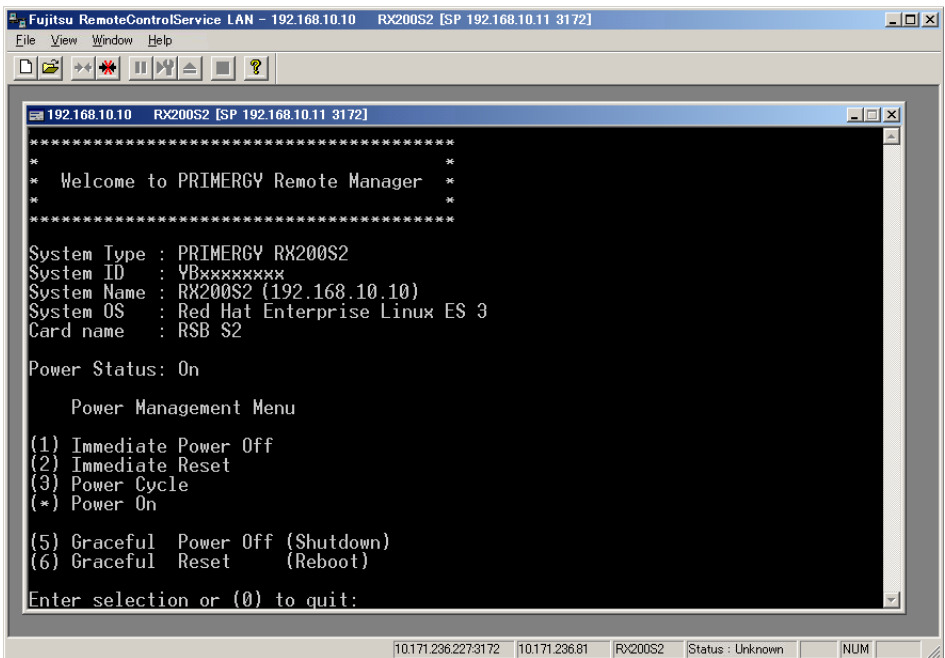 Fujitsu RemoteControlService LAN - 192.168.10.10 RX200S2 [SP 192.168.10.11 3172]
File View Window Help
192.168.10.10 RX200S2 [SP 192.168.10.11 3172]
****************************************
* *
* Welcome to PRIMERGY Remote Manager *
* *
****************************************
System Type : PRIMERGY RX200S2
System ID : YBxxxxxxxx
System Name : RX200S2 (192.168.10.10)
System OS : Red Hat Enterprise Linux ES 3
Card name : RSB S2
Power Status: On
Power Management Menu
(1) Immediate Power Off
(2) Immediate Reset
(3) Power Cycle
(*) Power On
(5) Graceful Power Off (Shutdown)
(6) Graceful Reset (Reboot)
Enter selection or (0) to quit:
10.171.236.227:3172 10.171.236.81 RX200S2 Status : Unknown NUM